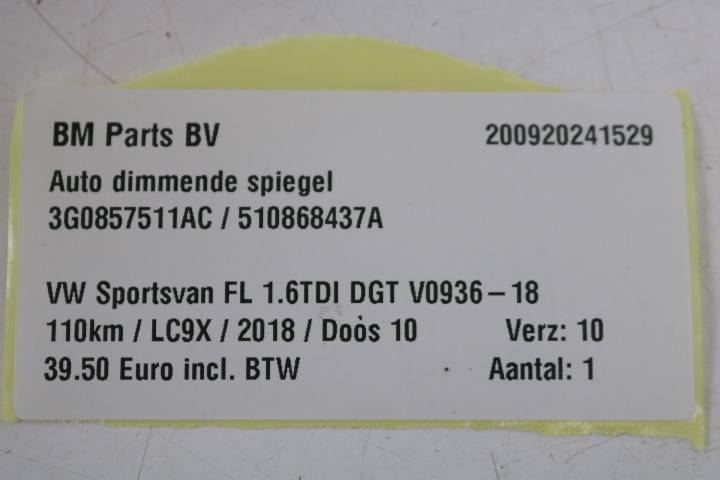 BM Parts BV 200920241529
Auto dimmende spiegel
3G0857511AC / 510868437A
VW Sportsvan FL 1.6TDI DGT V0936 – 18
110km / LC9X / 2018 / Doos 10 Verz: 10
39.50 Euro incl. BTW Aantal: 1